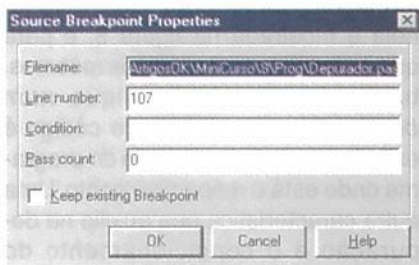 Source Breakpoint Properties
Filename: ArtigosOK\MiniCurso\S\Prog\Depurador.pas
Line number: 107
Condition:
Pass count: 0
Keep existing Breakpoint
OK Cancel Help